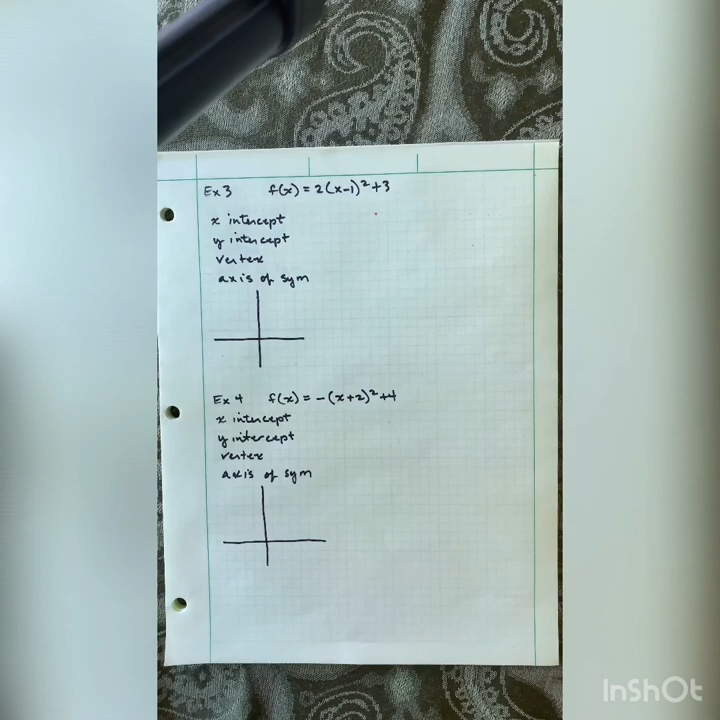 Ex 3 f(x) = 2(x-1)²+3
x intercept
y intercept
vertex
axis of sym
Ex 4 f(x) = -(x+2)²+4
x intercept
y intercept
vertex
axis of sym
InShOt